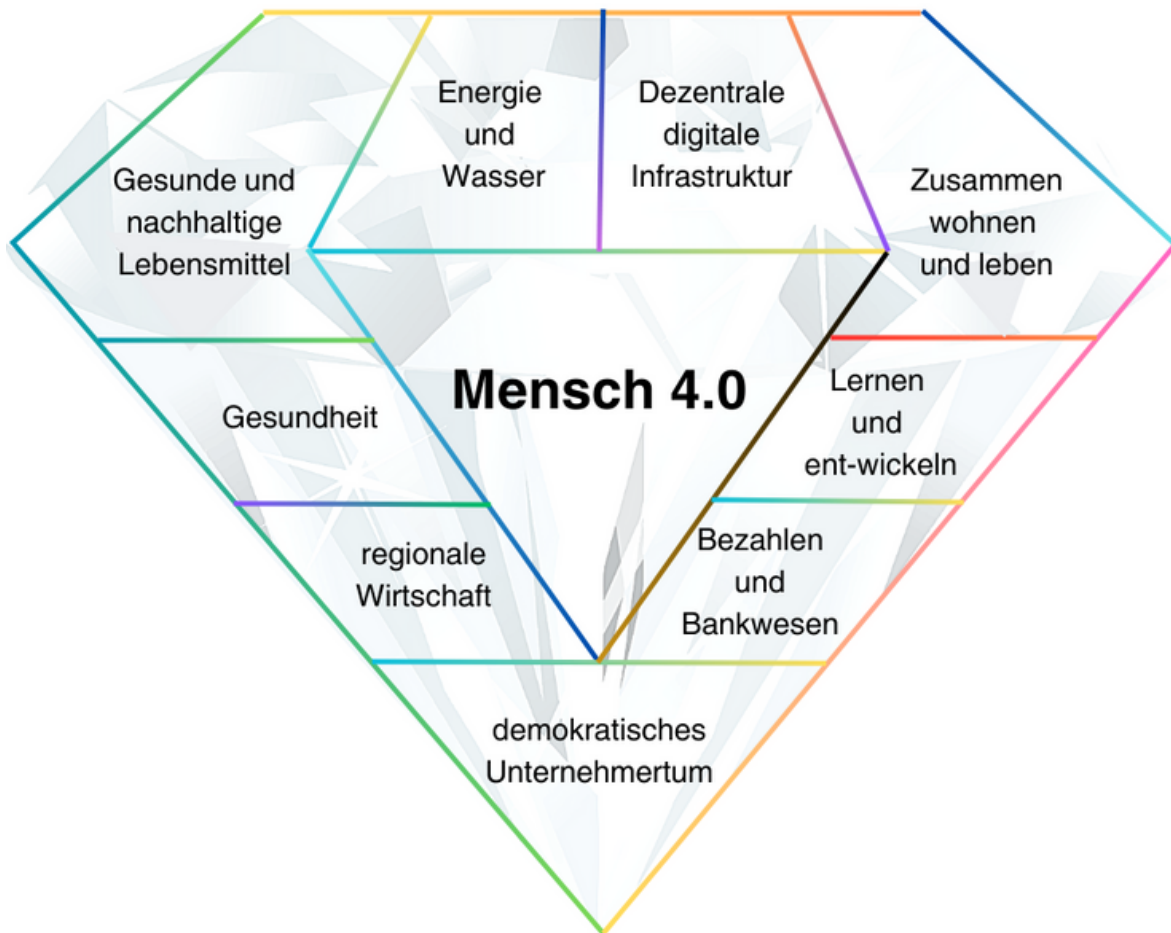 Energie
und
Wasser
Dezentrale
digitale
Infrastruktur
Gesunde und
nachhaltige
Lebensmittel
Zusammen
wohnen
und leben
Mensch 4.0
Gesundheit
Lernen
und
ent-wickeln
regionale
Wirtschaft
Bezahlen
und
Bankwesen
demokratisches
Unternehmertum